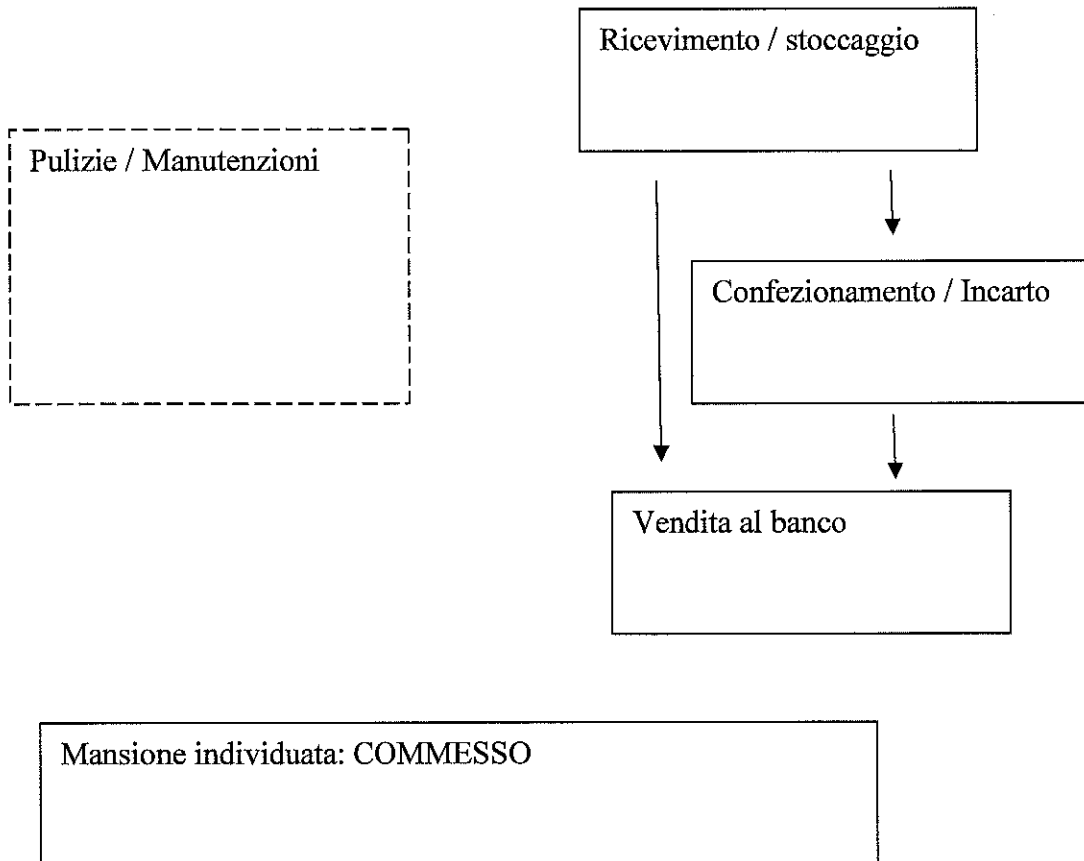 Ricevimento / stoccaggio
Pulizie / Manutenzioni
Confezionamento / Incarto
Vendita al banco
Mansione individuata: COMMESSO